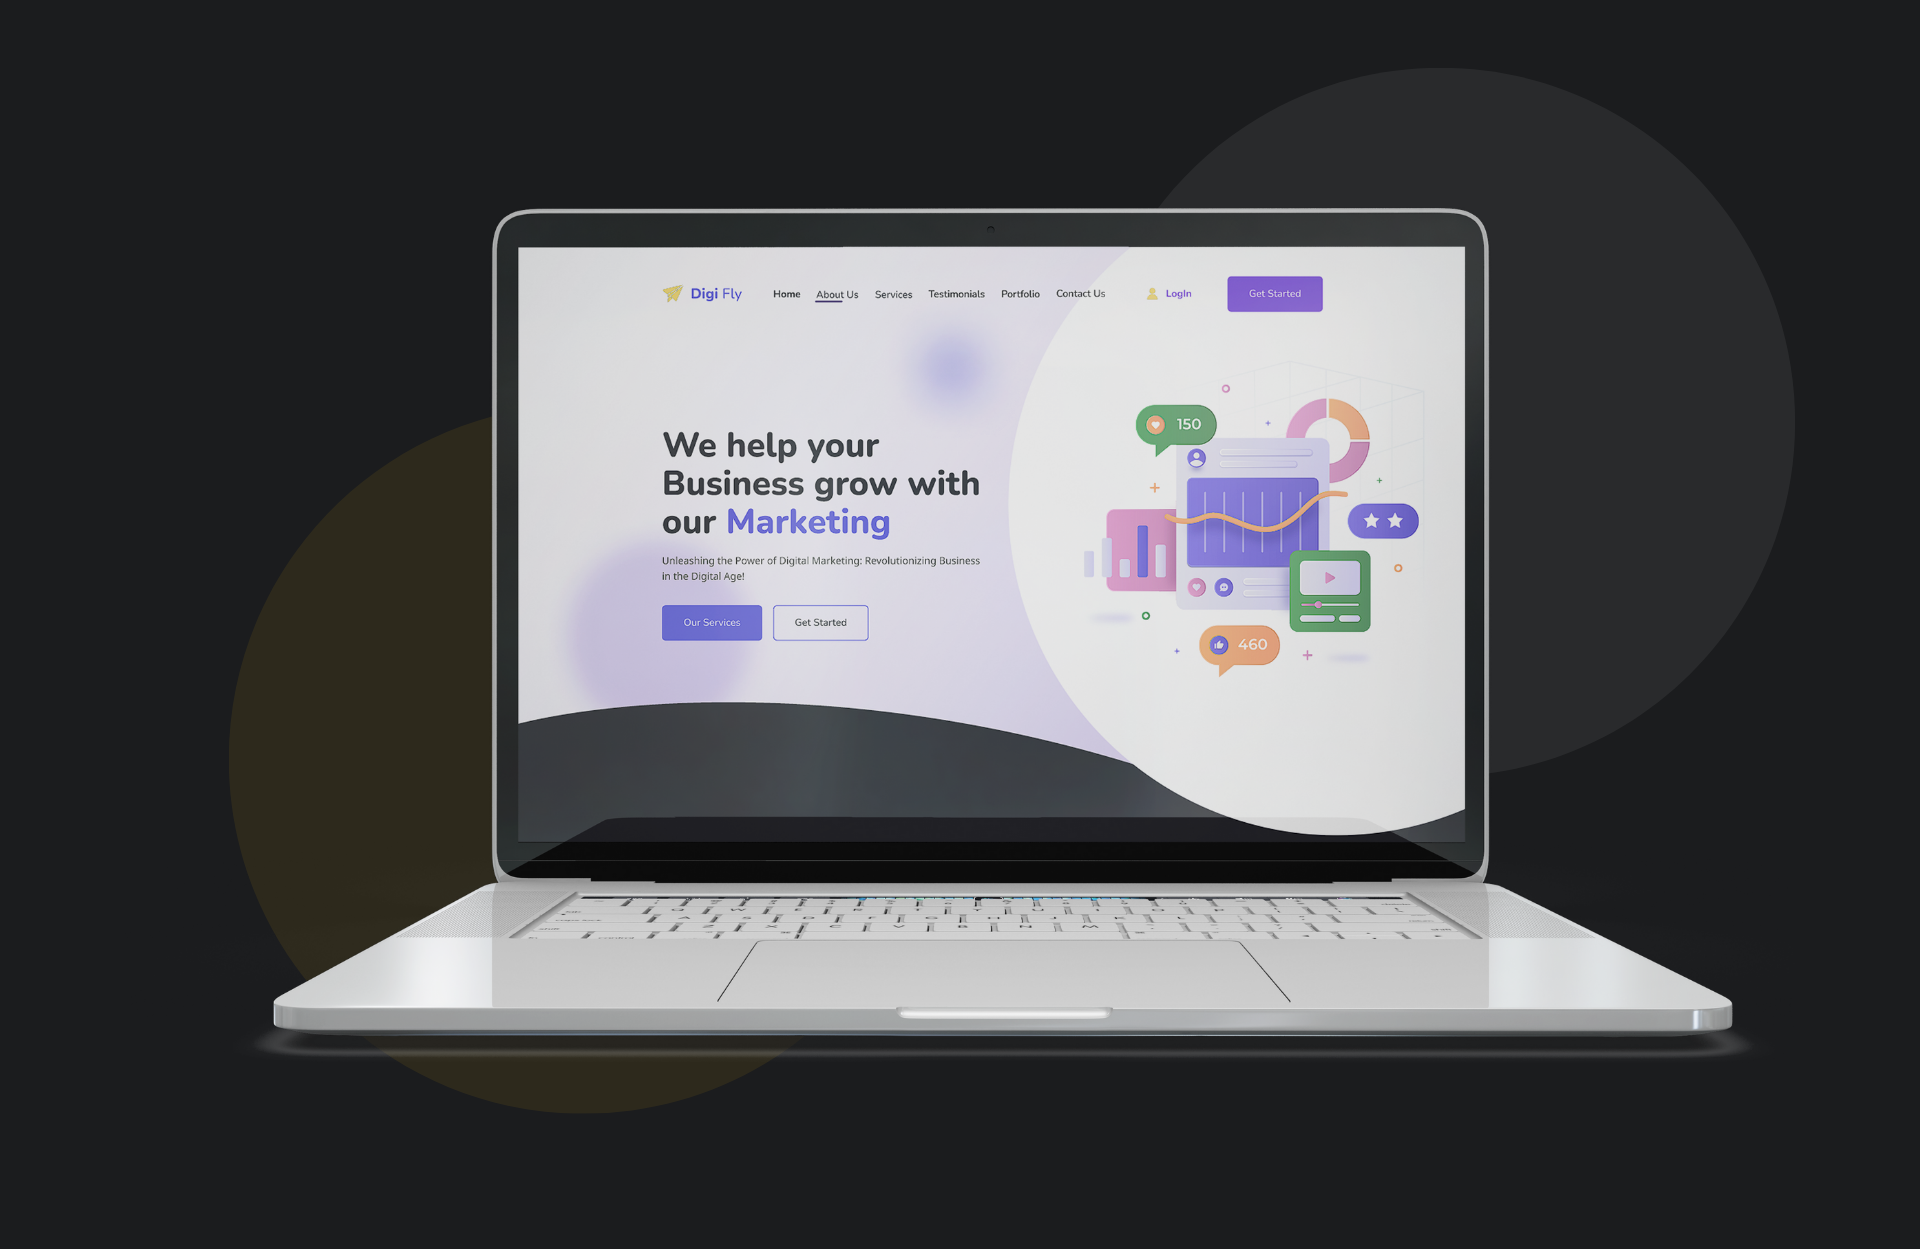 Digi Fly
Home About Us Services Testimonials Portfolio Contact Us
LogIn
Get Started
We help your
Business grow with
our Marketing
Unleashing the Power of Digital Marketing: Revolutionizing Business
in the Digital Age!
Our Services
Get Started
150
460